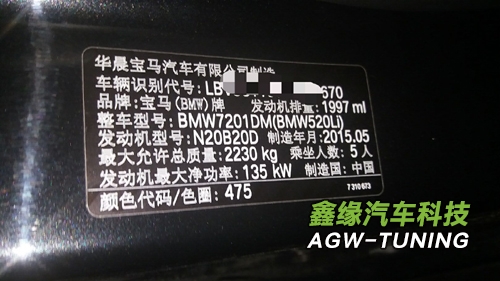 华晨宝马汽车有限公司制造
车辆识别代号: LB 670
品牌: 宝马(BMW) 发动机排量: 1997 ml
整车型号: BMW7201DM(BMW520Li)
发动机型号: N20B20D 制造年月: 2015.05
最大允许总质量: 2230 kg 乘坐人数: 5 人
发动机最大净功率: 135 kW 制造国: 中国
7 310 673
颜色代码/色圈: 475
鑫缘汽车科技
AGW-TUNING